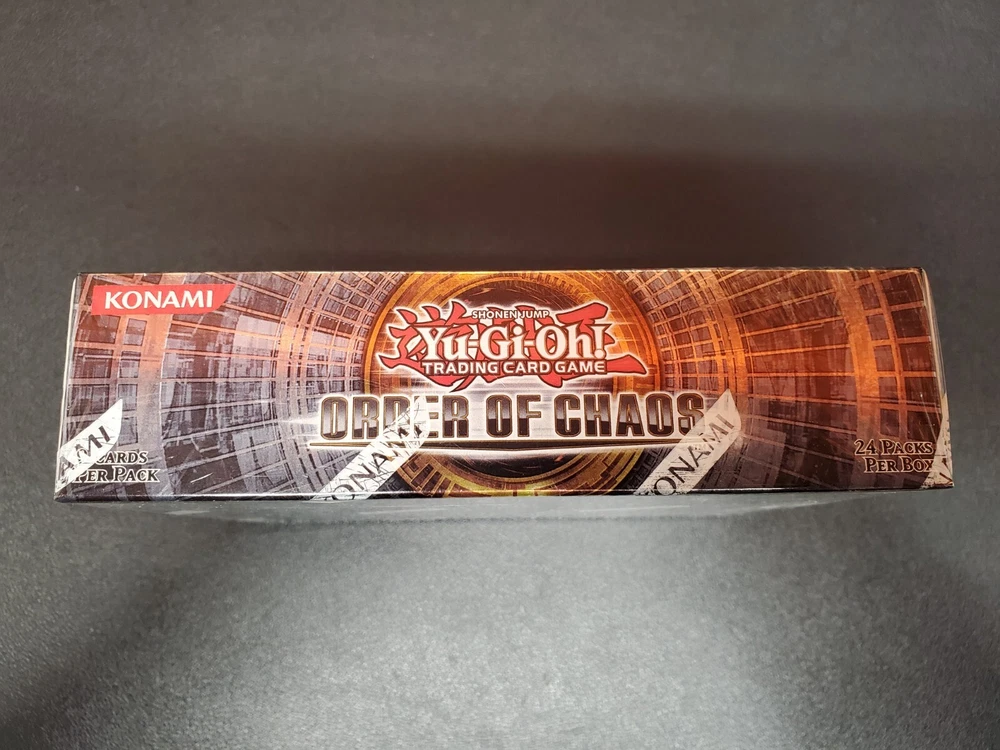 KONAMI
SHONEN JUMP
Yu-Gi-Oh!
TRADING CARD GAME
ORDER OF CHAOS
CARDS
PER PACK
24 PACKS
PER BOX
AMI
KONAMI
KONAMI